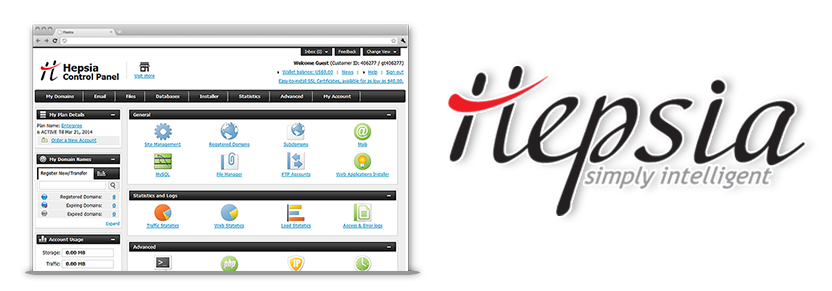 Hepsia
Inbox (0) Feedback Change View
Hepsia
Control Panel
Visit store
Welcome Guest (Customer ID: 406277 / gt406277)
Wallet balance: US$0.00 | News | Help | Sign out
Easy-to-install SSL Certificates, available for as low as $40.00.
My Domains Email Files Databases Installer Statistics Advanced My Account
My Plan Details
Plan Name: Enterprise
is ACTIVE Til Mar 21, 2014
Order a New Account
My Domain Names
Register New/Transfer Bulk
Registered Domains: 0
Expiring Domains: 0
Expired domains: 0
Expand
Account Usage
Storage: 0.00 MB
Traffic: 0.00 MB
General
Site Management Registered Domains Subdomains Mail
MySQL File Manager FTP Accounts Web Applications Installer
Statistics and Logs
Traffic Statistics Web Statistics Load Statistics Access & Error logs
Advanced
php
IP
Hepsia
simply intelligent